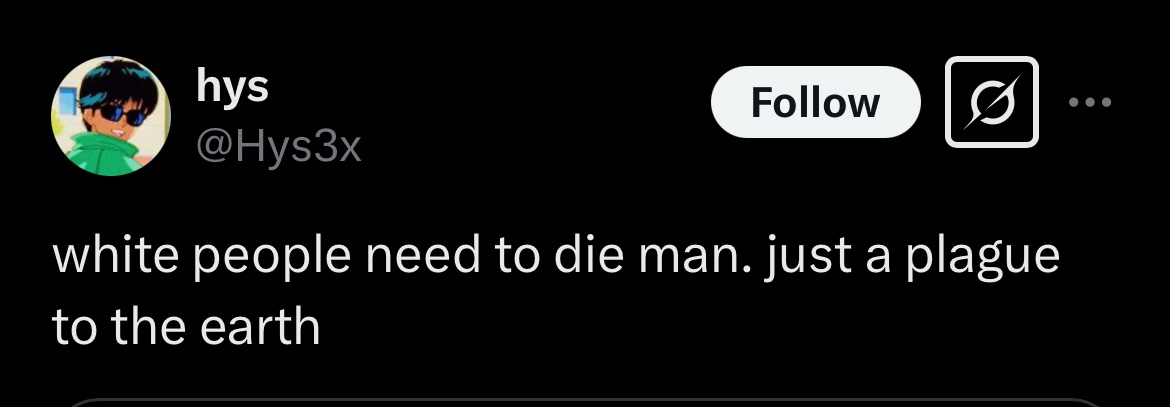 hys
@Hys3x
Follow
white people need to die man. just a plague
to the earth